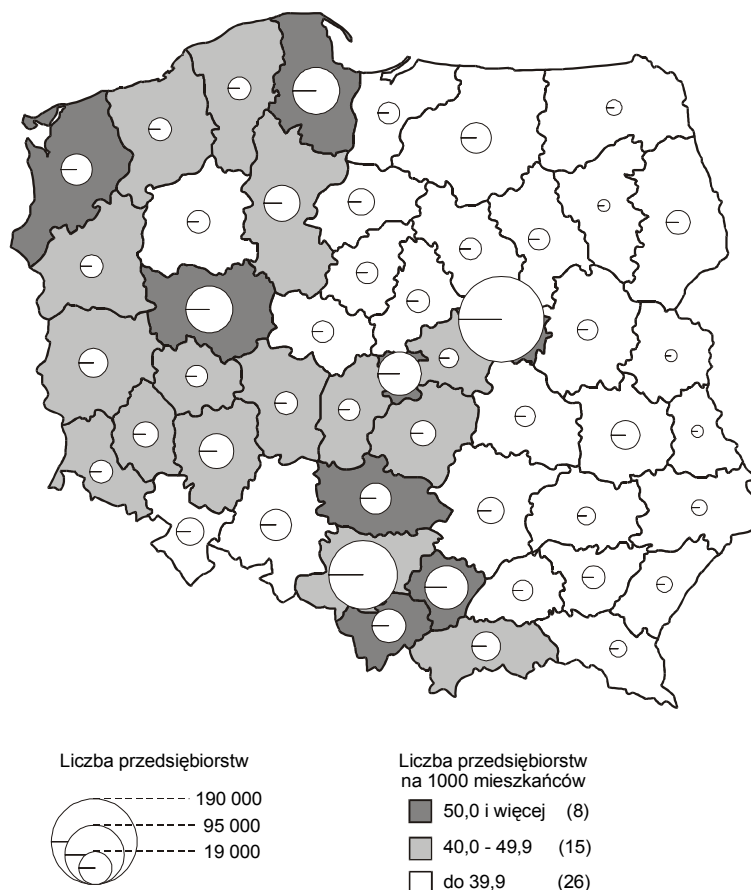 Liczba przedsiębiorstw
190 000
95 000
19 000
Liczba przedsiębiorstw
na 1000 mieszkańców
50,0 i więcej (8)
40,0 - 49,9 (15)
do 39,9 (26)